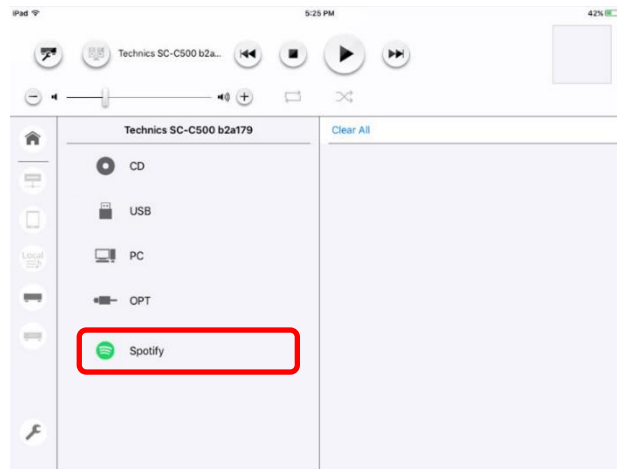 iPad 5:25 PM 42%
Technics SC-C500 b2a...
Technics SC-C500 b2a179
Clear All
CD
USB
PC
Local
OPT
Spotify